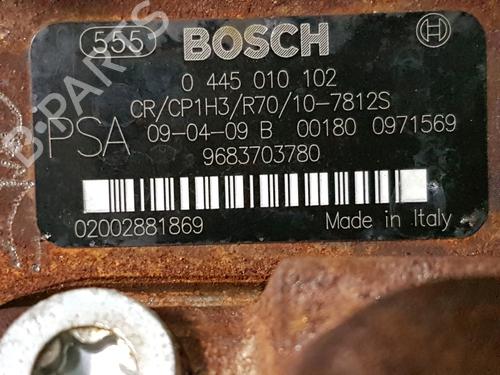 555 BOSCH
0 445 010 102
CR/CP1H3/R70/10-7812S
PSA 09-04-09 B 00180 0971569
9683703780
02002881869 Made in Italy
B-PARTS